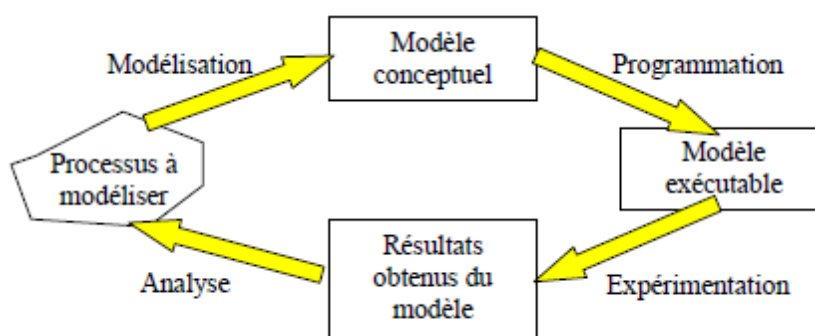 Modélisation
Modèle
conceptuel
Programmation
Processus à
modéliser
Modèle
exécutable
Analyse
Résultats
obtenus du
modèle
Expérimentation